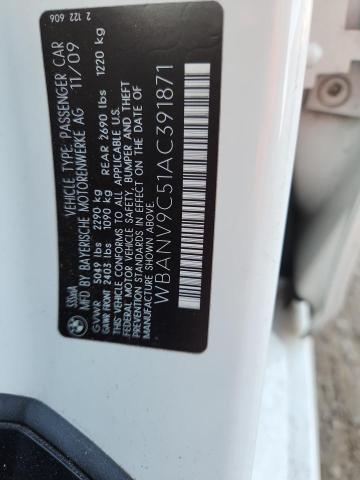 535xiA VEHICLE TYPE: PASSENGER CAR
MFD BY BAYERISCHE MOTORENWERKE AG 11/09
GVWR 5049 lbs 2290 kg
GAWR FRONT 2403 lbs 1090 kg REAR 2690 lbs 1220 kg
THIS VEHICLE CONFORMS TO ALL APPLICABLE U.S.
FEDERAL MOTOR VEHICLE SAFETY, BUMPER AND THEFT
PREVENTION STANDARDS IN EFFECT ON THE DATE OF
MANUFACTURE SHOWN ABOVE.
WBANV9C51AC391871
2 122 606